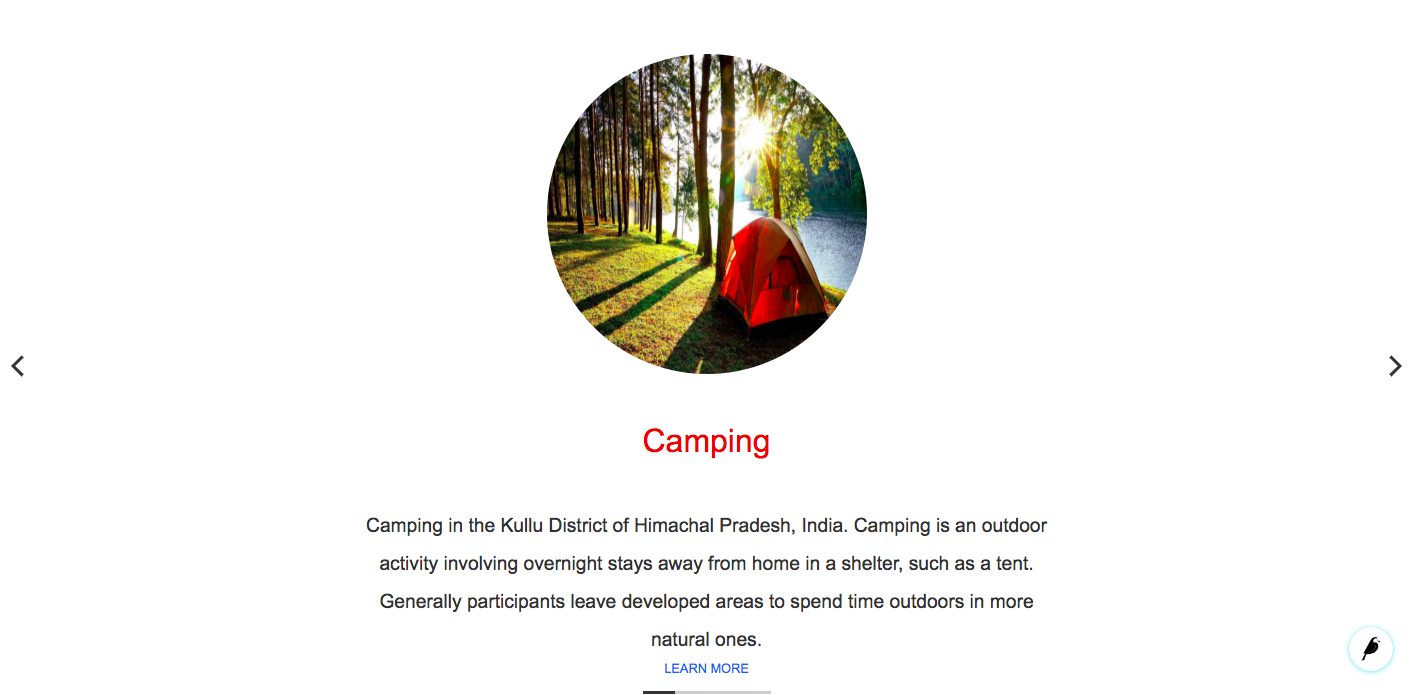 Camping
Camping in the Kullu District of Himachal Pradesh, India. Camping is an outdoor
activity involving overnight stays away from home in a shelter, such as a tent.
Generally participants leave developed areas to spend time outdoors in more
natural ones.
LEARN MORE